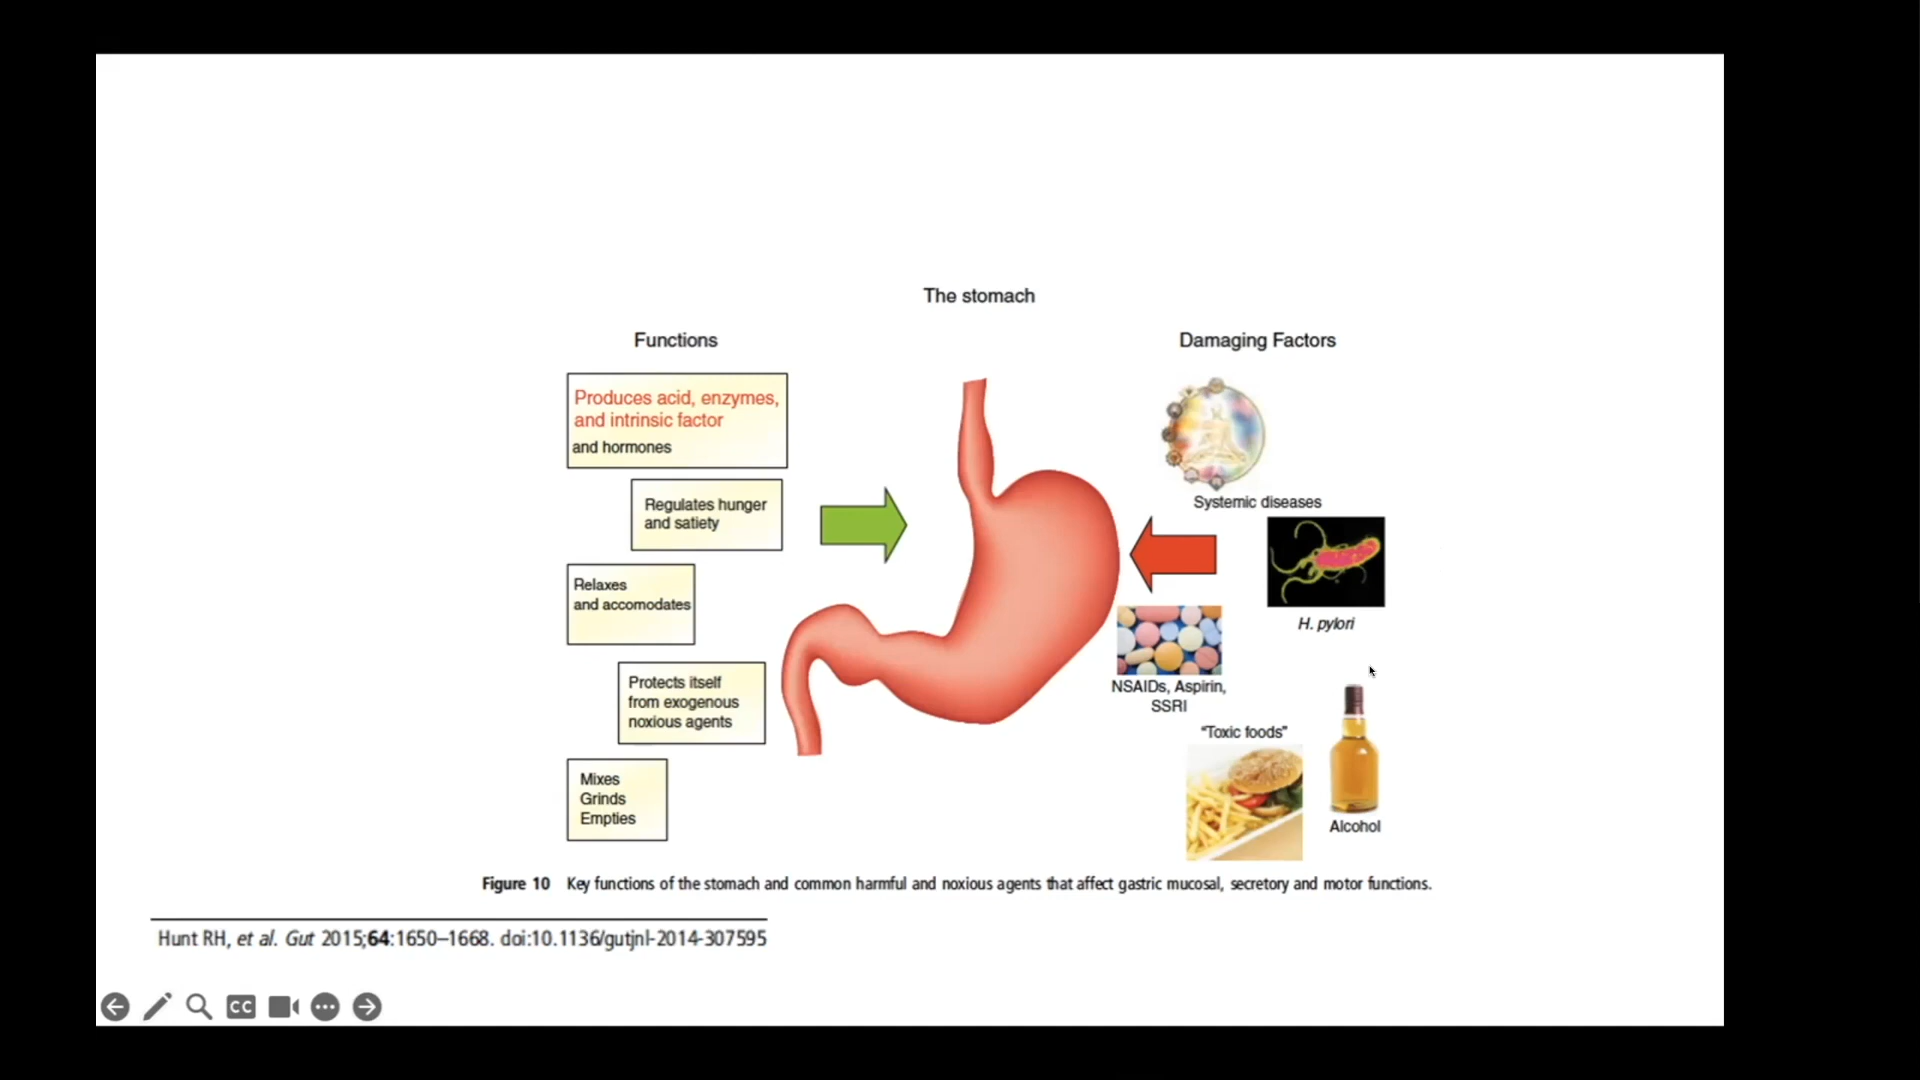 The stomach
Functions
Produces acid, enzymes,
and intrinsic factor
and hormones
Regulates hunger
and satiety
Relaxes
and accomodates
Protects itself
from exogenous
noxious agents
Mixes
Grinds
Empties
Damaging Factors
Systemic diseases
H. pylori
NSAIDs, Aspirin,
SSRI
“Toxic foods”
Alcohol
Figure 10 Key functions of the stomach and common harmful and noxious agents that affect gastric mucosal, secretory and motor functions.
Hunt RH, et al. Gut 2015;64:1650–1668. doi:10.1136/gutjnl-2014-307595
CC